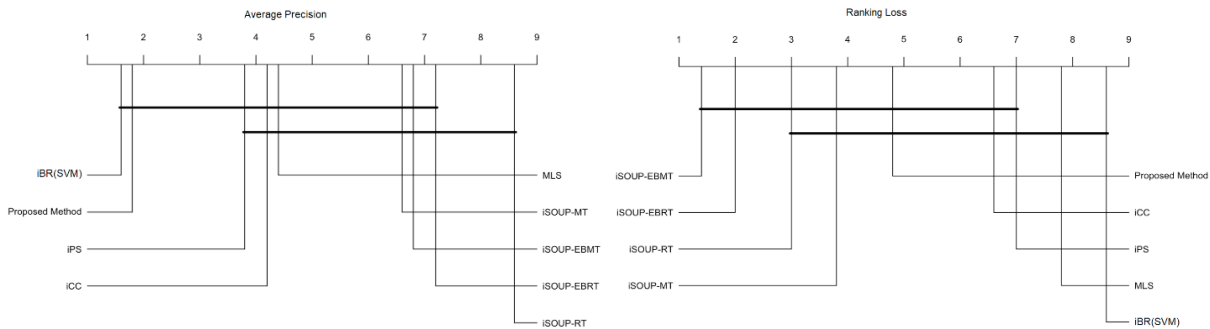 Average Precision
1 2 3 4 5 6 7 8 9
iBR(SVM)
Proposed Method
iPS
iCC
MLS
iSOUP-MT
iSOUP-EBMT
iSOUP-EBRT
iSOUP-RT
Ranking Loss
1 2 3 4 5 6 7 8 9
iSOUP-EBMT
iSOUP-EBRT
iSOUP-RT
iSOUP-MT
Proposed Method
iCC
iPS
MLS
iBR(SVM)